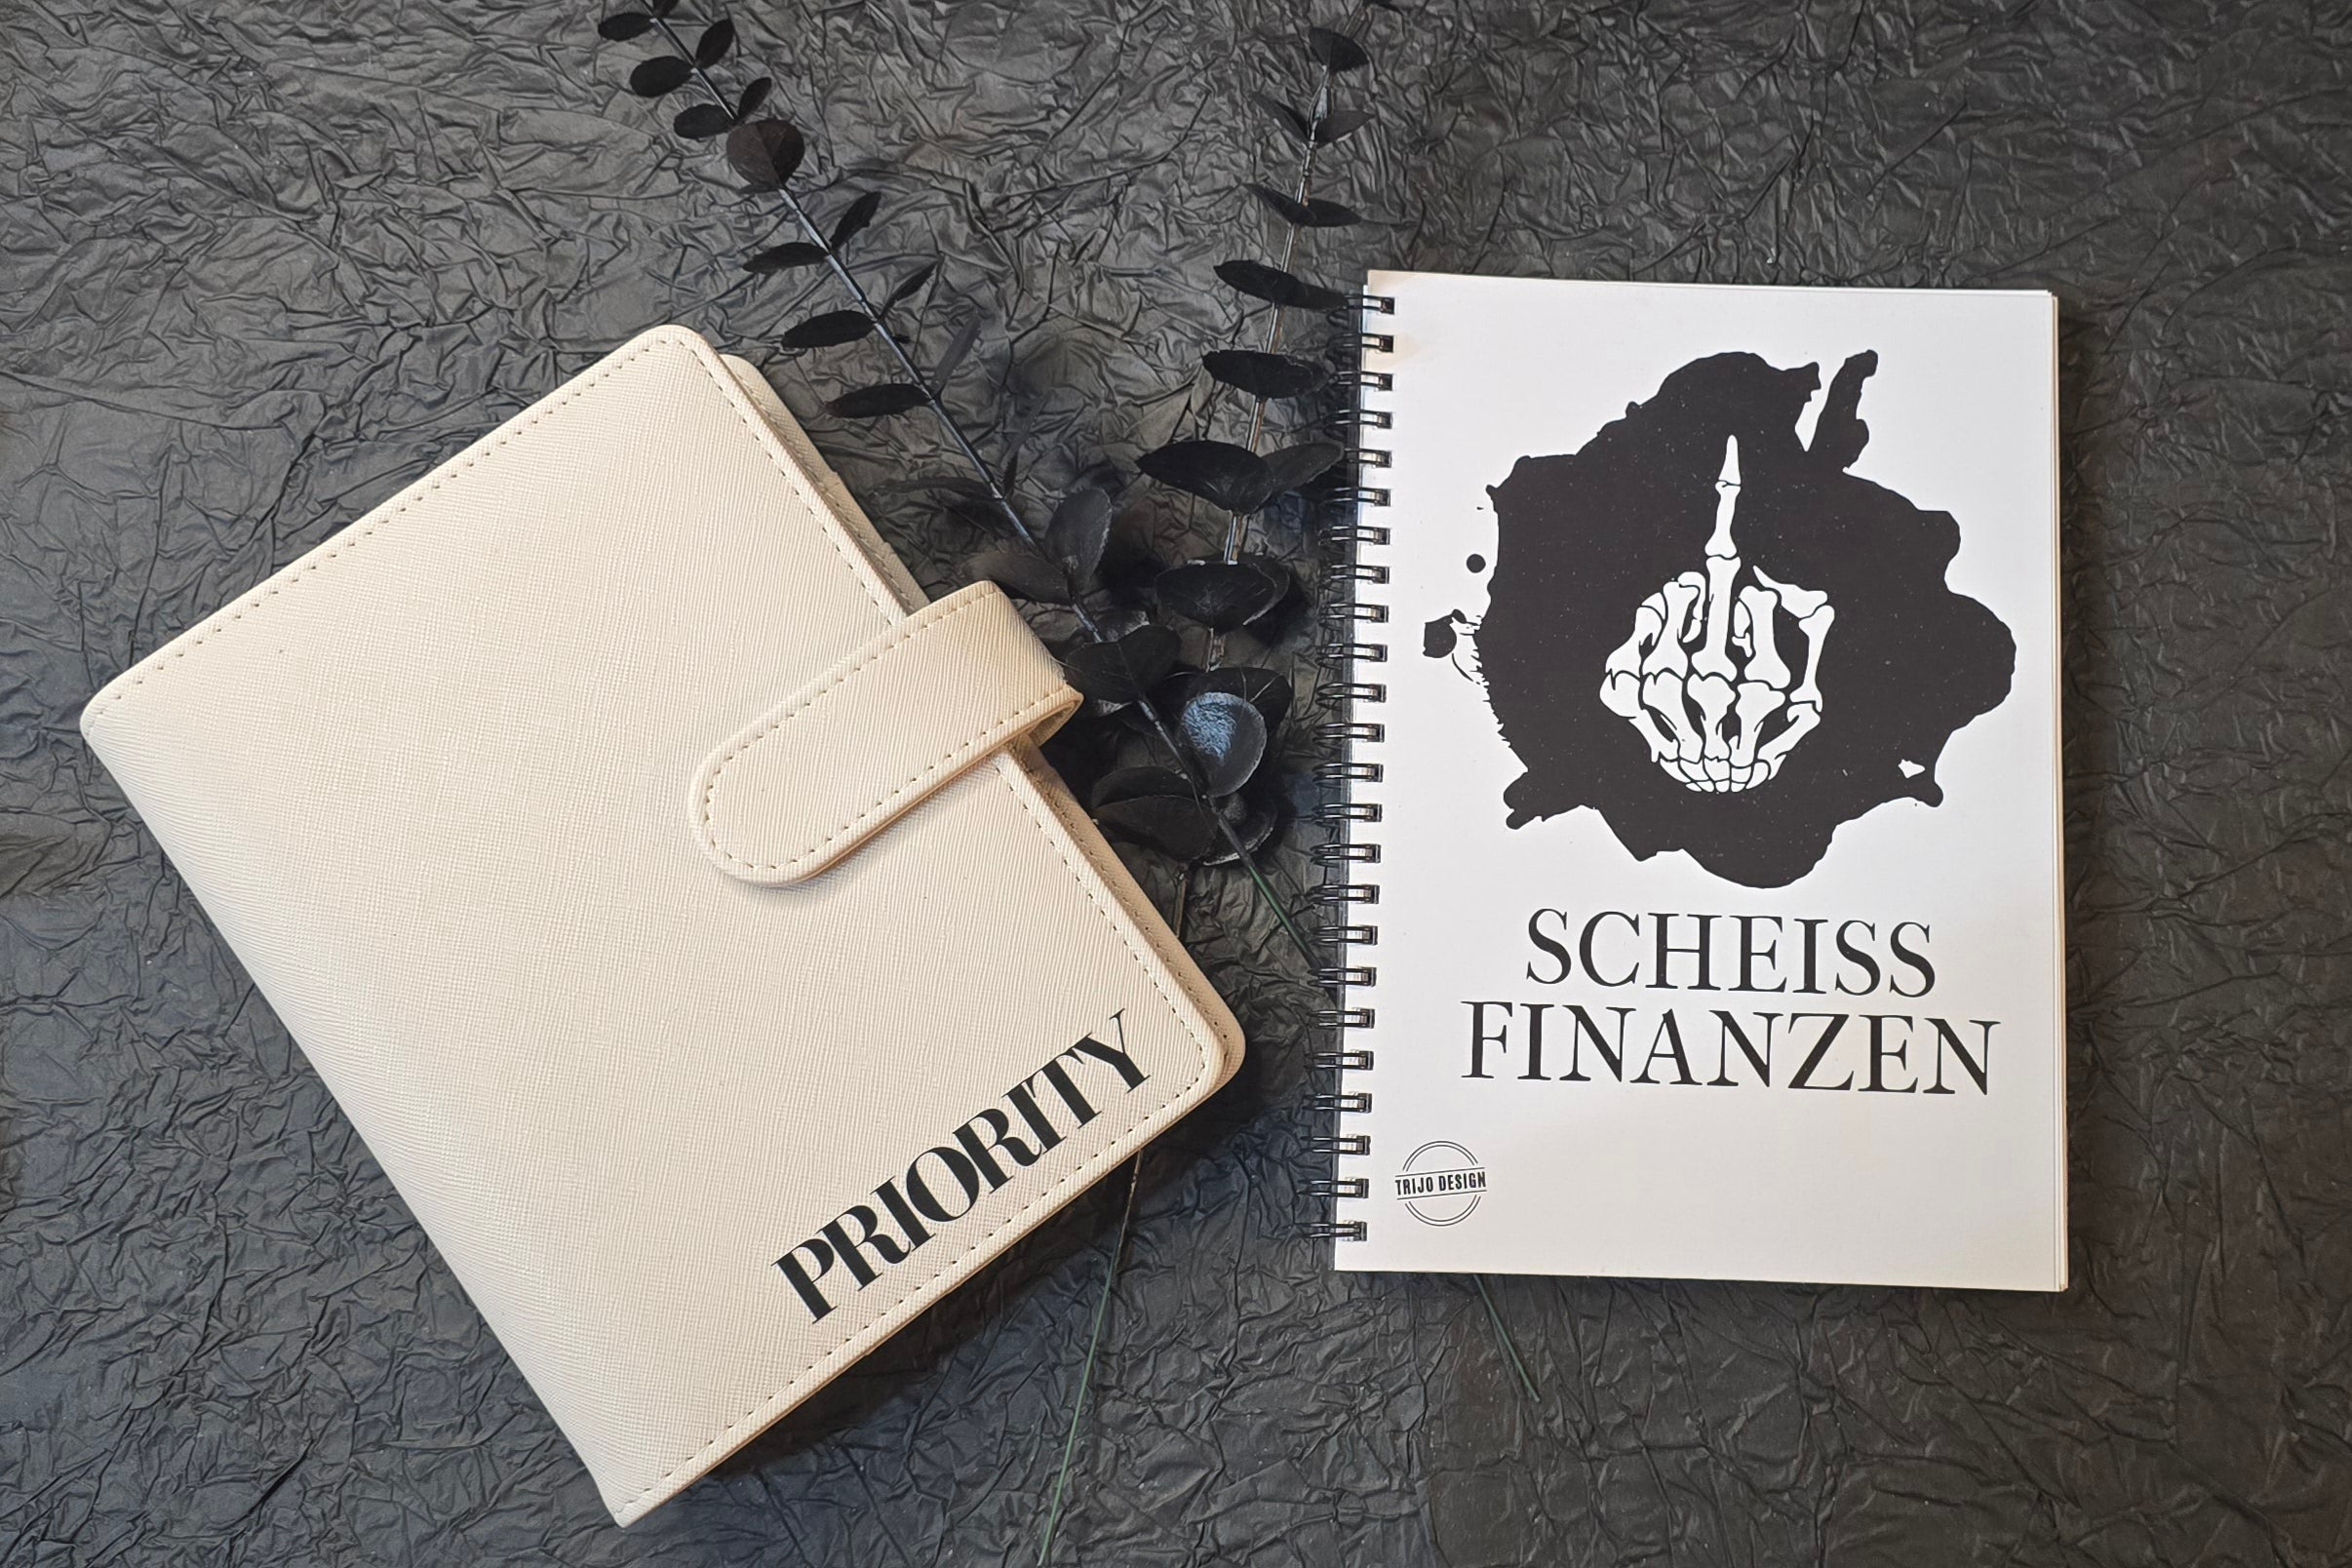 PRIORITY
SCHEISS
FINANZEN
TRIJO DESIGN